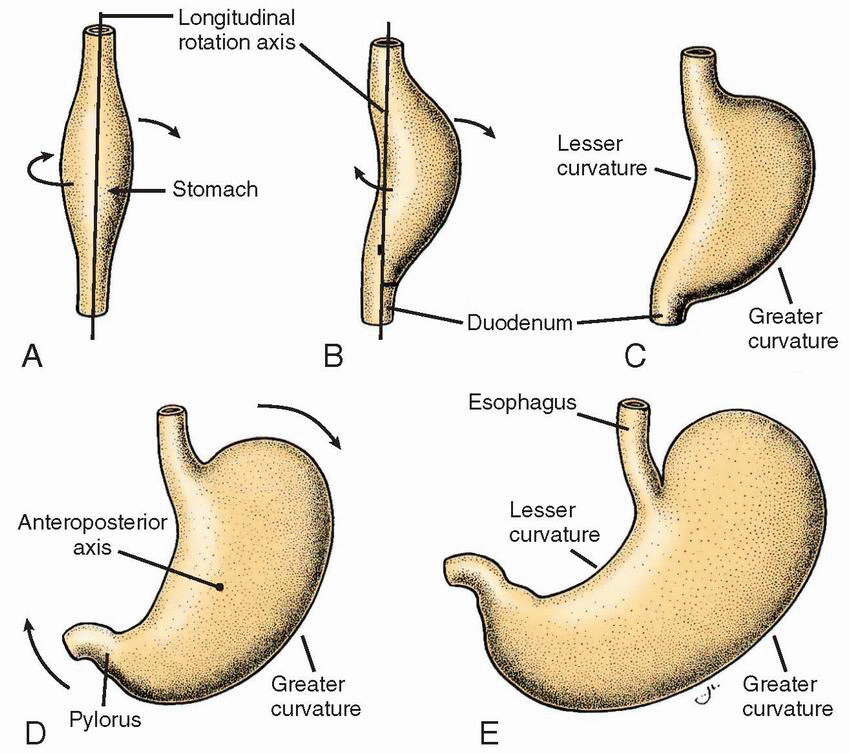 Longitudinal
rotation axis
Stomach
A
B
Duodenum
Lesser
curvature
Greater
curvature
C
Anteroposterior
axis
Pylorus
Greater
curvature
D
Esophagus
Lesser
curvature
Greater
curvature
E